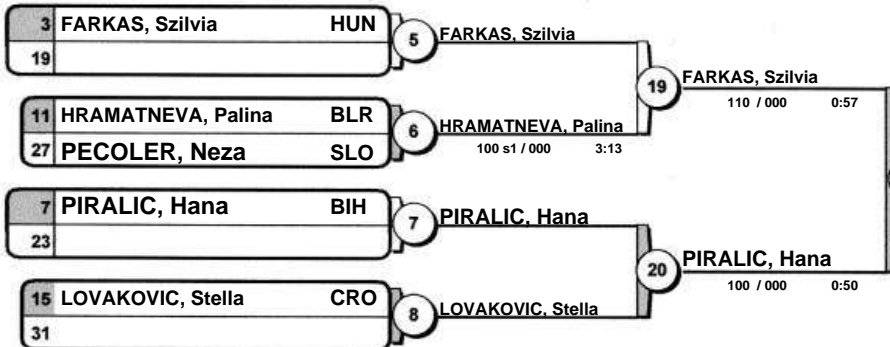 3 FARKAS, Szilvia HUN
19
5
FARKAS, Szilvia
11 HRAMATNEVA, Palina BLR
27 PECOLER, Neza SLO
6
HRAMATNEVA, Palina
100 s1 / 000 3:13
19
FARKAS, Szilvia
110 / 000 0:57
7 PIRALIC, Hana BIH
23
7
PIRALIC, Hana
15 LOVAKOVIC, Stella CRO
31
8
LOVAKOVIC, Stella
20
PIRALIC, Hana
100 / 000 0:50